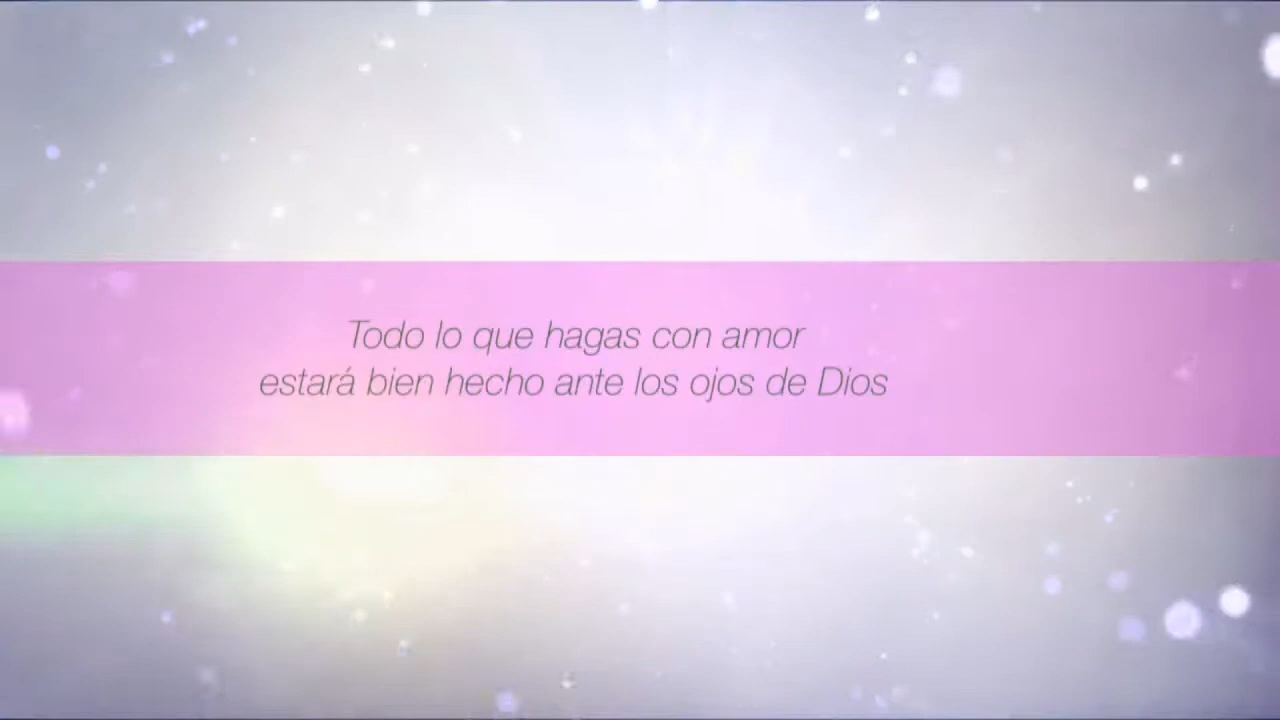 Todo lo que hagas con amor
estará bien hecho ante los ojos de Dios